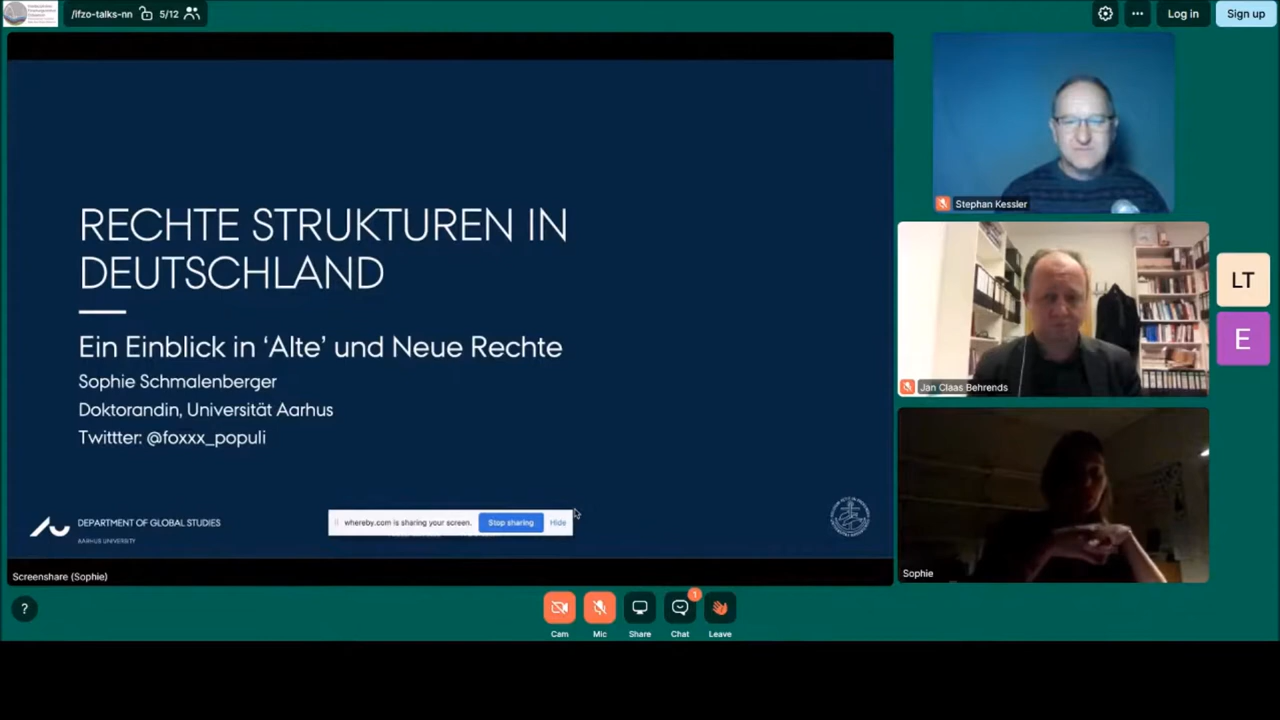 /ifzo-talks-nn 5/12
Log in
Sign up
RECHTE STRUKTUREN IN
DEUTSCHLAND
Ein Einblick in ‘Alte’ und Neue Rechte
Sophie Schmalenberger
Doktorandin, Universität Aarhus
Twittter: @foxxx_populi
DEPARTMENT OF GLOBAL STUDIES
AARHUS UNIVERSITY
whereby.com is sharing your screen. Stop sharing Hide
Screenshare (Sophie)
Stephan Kessler
Jan Claas Behrends
Sophie
LT
E
?
1
Cam Mic Share Chat Leave